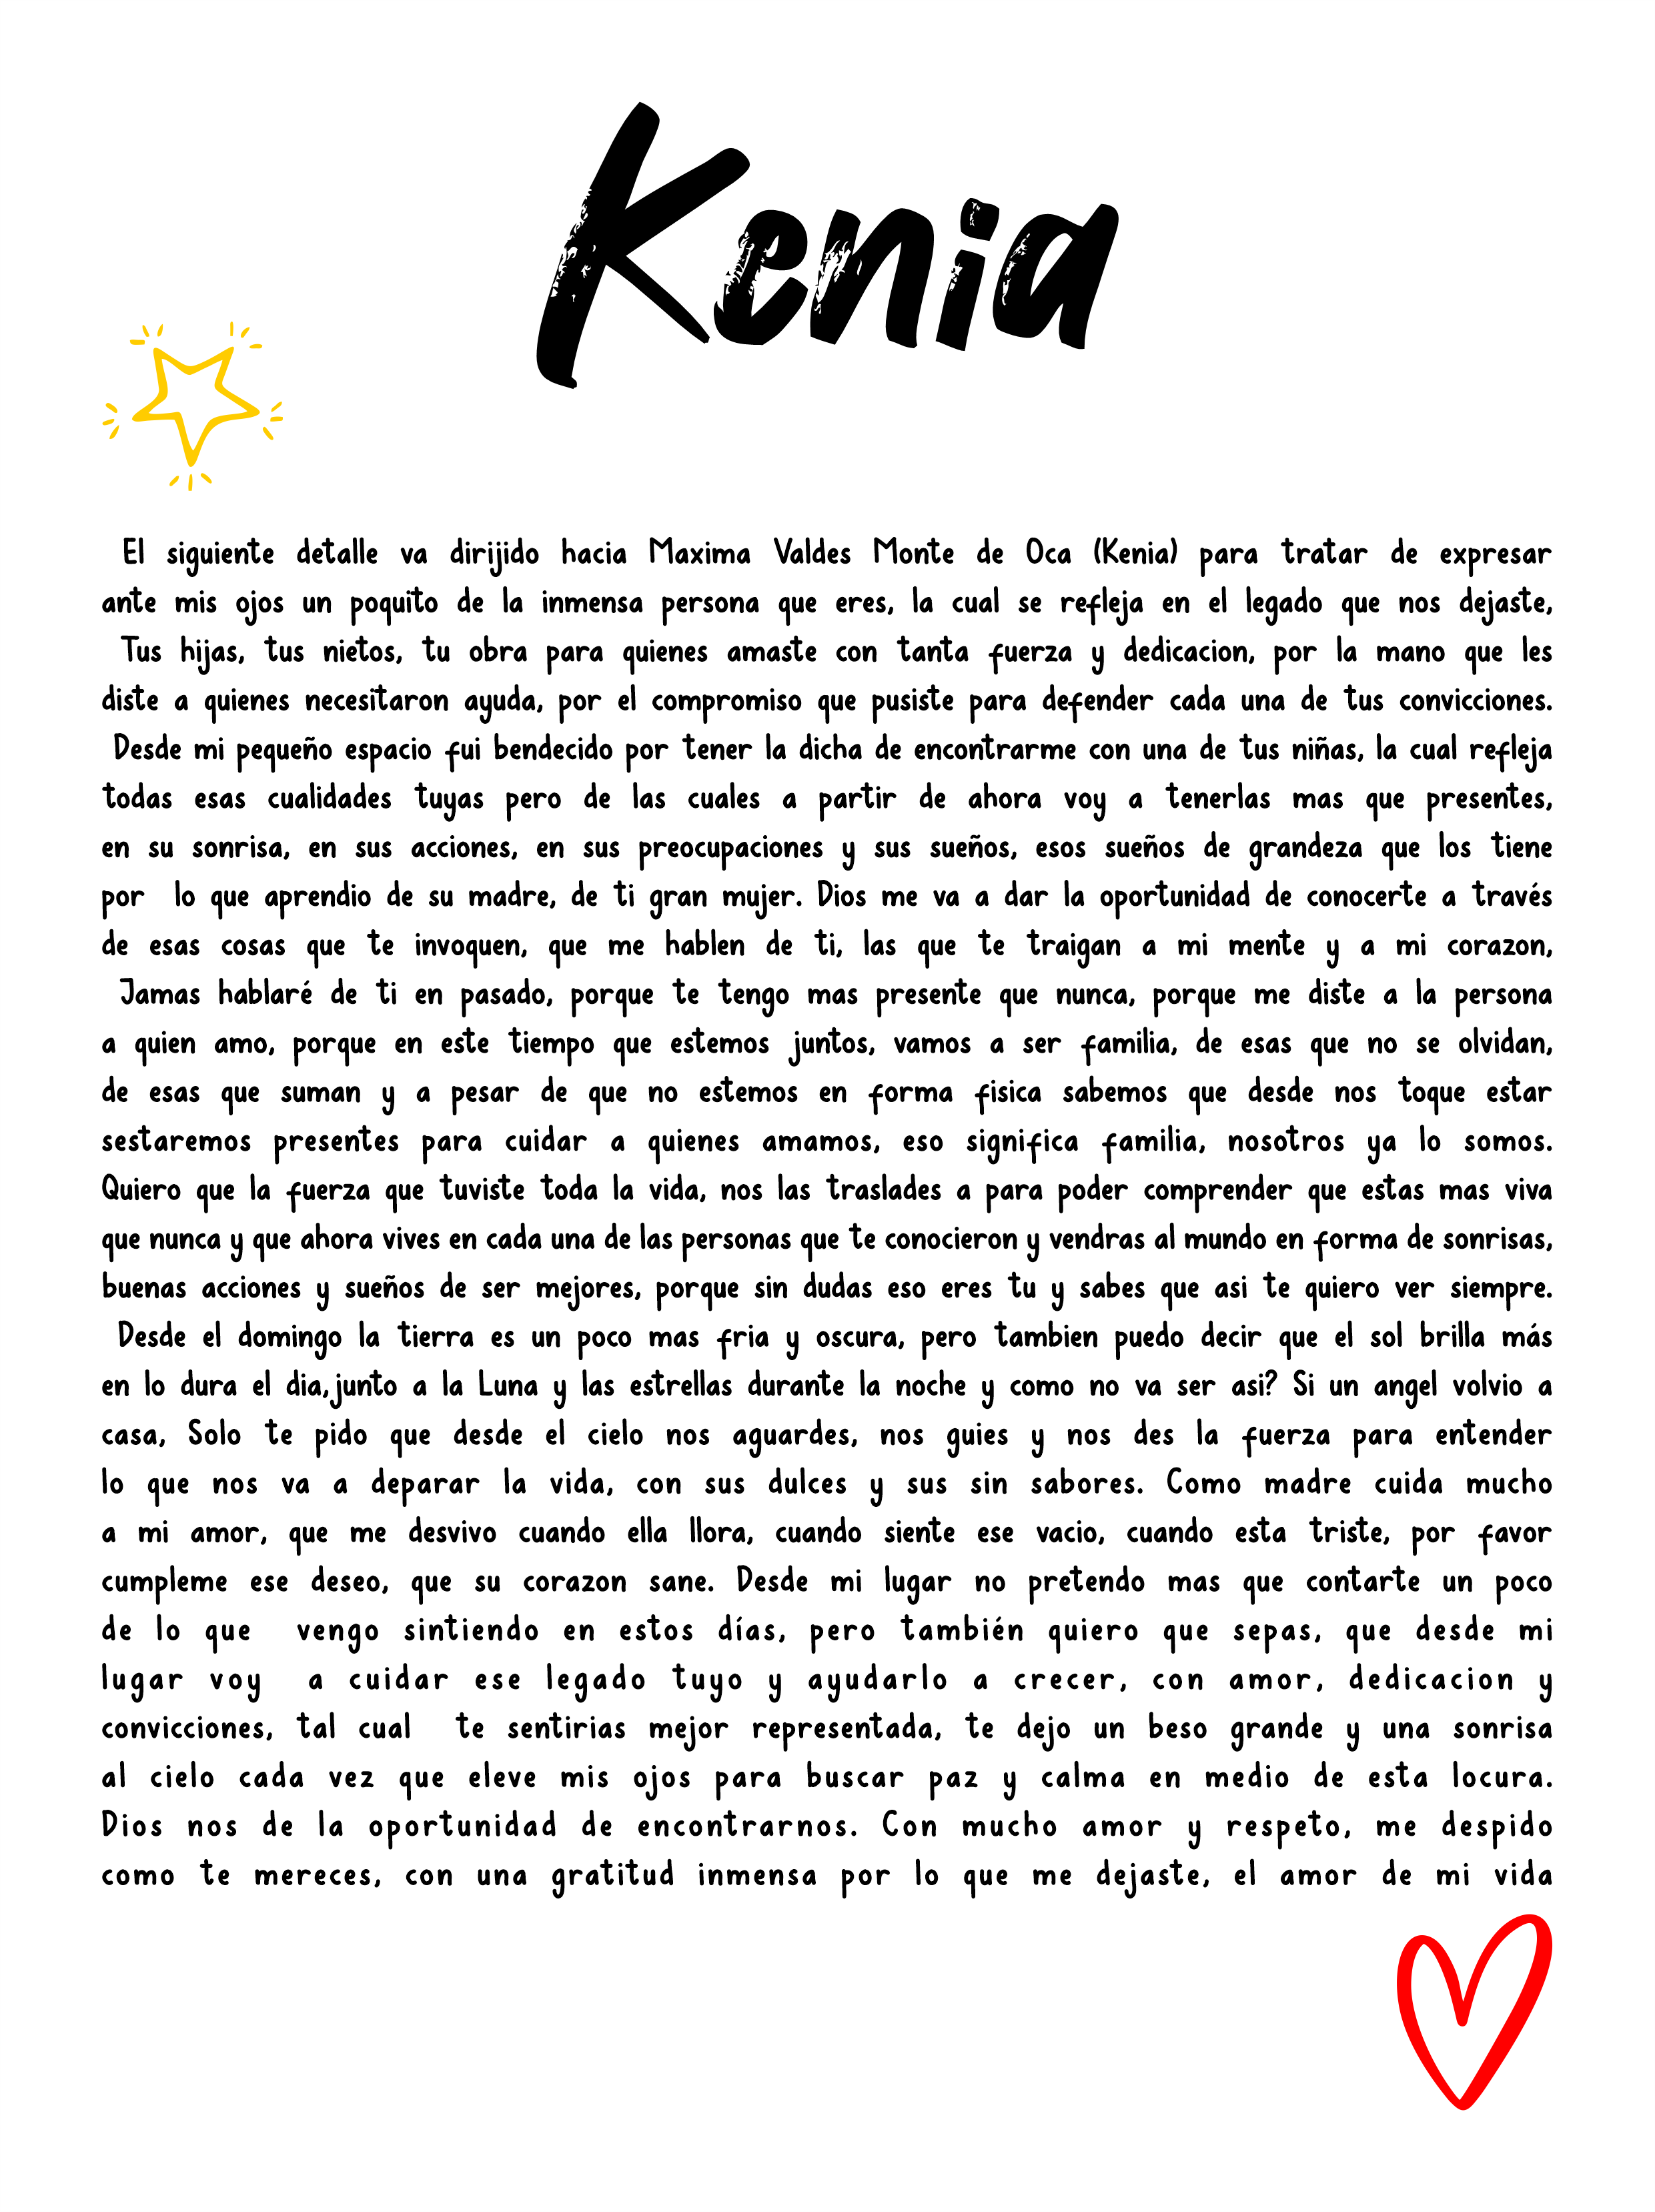 Kenia
El siguiente detalle va dirijido hacia Maxima Valdes Monte de Oca (Kenia) para tratar de expresar
ante mis ojos un poquito de la inmensa persona que eres, la cual se refleja en el legado que nos dejaste,
Tus hijas, tus nietos, tu obra para quienes amaste con tanta fuerza y dedicacion, por la mano que les
diste a quienes necesitaron ayuda, por el compromiso que pusiste para defender cada una de tus convicciones.
Desde mi pequeño espacio fui bendecido por tener la dicha de encontrarme con una de tus niñas, la cual refleja
todas esas cualidades tuyas pero de las cuales a partir de ahora voy a tenerlas mas que presentes,
en su sonrisa, en sus acciones, en sus preocupaciones y sus sueños, esos sueños de grandeza que los tiene
por lo que aprendio de su madre, de ti gran mujer. Dios me va a dar la oportunidad de conocerte a través
de esas cosas que te invoquen, que me hablen de ti, las que te traigan a mi mente y a mi corazon,
Jamas hablaré de ti en pasado, porque te tengo mas presente que nunca, porque me diste a la persona
a quien amo, porque en este tiempo que estemos juntos, vamos a ser familia, de esas que no se olvidan,
de esas que suman y a pesar de que no estemos en forma fisica sabemos que desde nos toque estar
sestaremos presentes para cuidar a quienes amamos, eso significa familia, nosotros ya lo somos.
Quiero que la fuerza que tuviste toda la vida, nos las traslades a para poder comprender que estas mas viva
que nunca y que ahora vives en cada una de las personas que te conocieron y vendras al mundo en forma de sonrisas,
buenas acciones y sueños de ser mejores, porque sin dudas eso eres tu y sabes que asi te quiero ver siempre.
Desde el domingo la tierra es un poco mas fria y oscura, pero tambien puedo decir que el sol brilla más
en lo dura el dia,junto a la Luna y las estrellas durante la noche y como no va ser asi? Si un angel volvio a
casa, Solo te pido que desde el cielo nos aguardes, nos guies y nos des la fuerza para entender
lo que nos va a deparar la vida, con sus dulces y sus sin sabores. Como madre cuida mucho
a mi amor, que me desvivo cuando ella llora, cuando siente ese vacio, cuando esta triste, por favor
cumpleme ese deseo, que su corazon sane. Desde mi lugar no pretendo mas que contarte un poco
de lo que vengo sintiendo en estos días, pero también quiero que sepas, que desde mi
lugar voy a cuidar ese legado tuyo y ayudarlo a crecer, con amor, dedicacion y
convicciones, tal cual te sentirias mejor representada, te dejo un beso grande y una sonrisa
al cielo cada vez que eleve mis ojos para buscar paz y calma en medio de esta locura.
Dios nos de la oportunidad de encontrarnos. Con mucho amor y respeto, me despido
como te mereces, con una gratitud inmensa por lo que me dejaste, el amor de mi vida